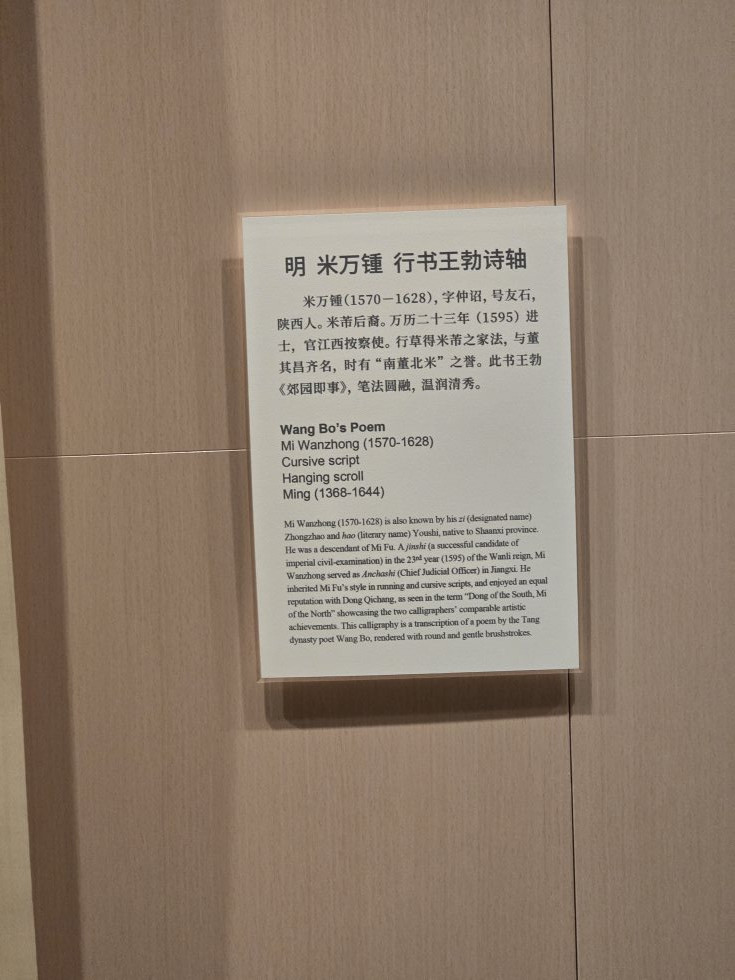 明 米万锺 行书王勃诗轴
米万锺(1570－1628)，字仲诏，号友石，
陕西人。米芾后裔。万历二十三年（1595）进
士，官江西按察使。行草得米芾之家法，与董
其昌齐名，时有“南董北米”之誉。此书王勃
《郊园即事》，笔法圆融，温润清秀。
Wang Bo's Poem
Mi Wanzhong (1570-1628)
Cursive script
Hanging scroll
Ming (1368-1644)
Mi Wanzhong (1570-1628) is also known by his zi (designated name)
Zhongzhao and hao (literary name) Youshi, native to Shaanxi province.
He was a descendant of Mi Fu. A jinshi (a successful candidate of
imperial civil-examination) in the 23rd year (1595) of the Wanli reign, Mi
Wanzhong served as Anchashi (Chief Judicial Officer) in Jiangxi. He
inherited Mi Fu's style in running and cursive scripts, and enjoyed an equal
reputation with Dong Qichang, as seen in the term “Dong of the South, Mi
of the North” showcasing the two calligraphers’ comparable artistic
achievements. This calligraphy is a transcription of a poem by the Tang
dynasty poet Wang Bo, rendered with round and gentle brushstrokes.